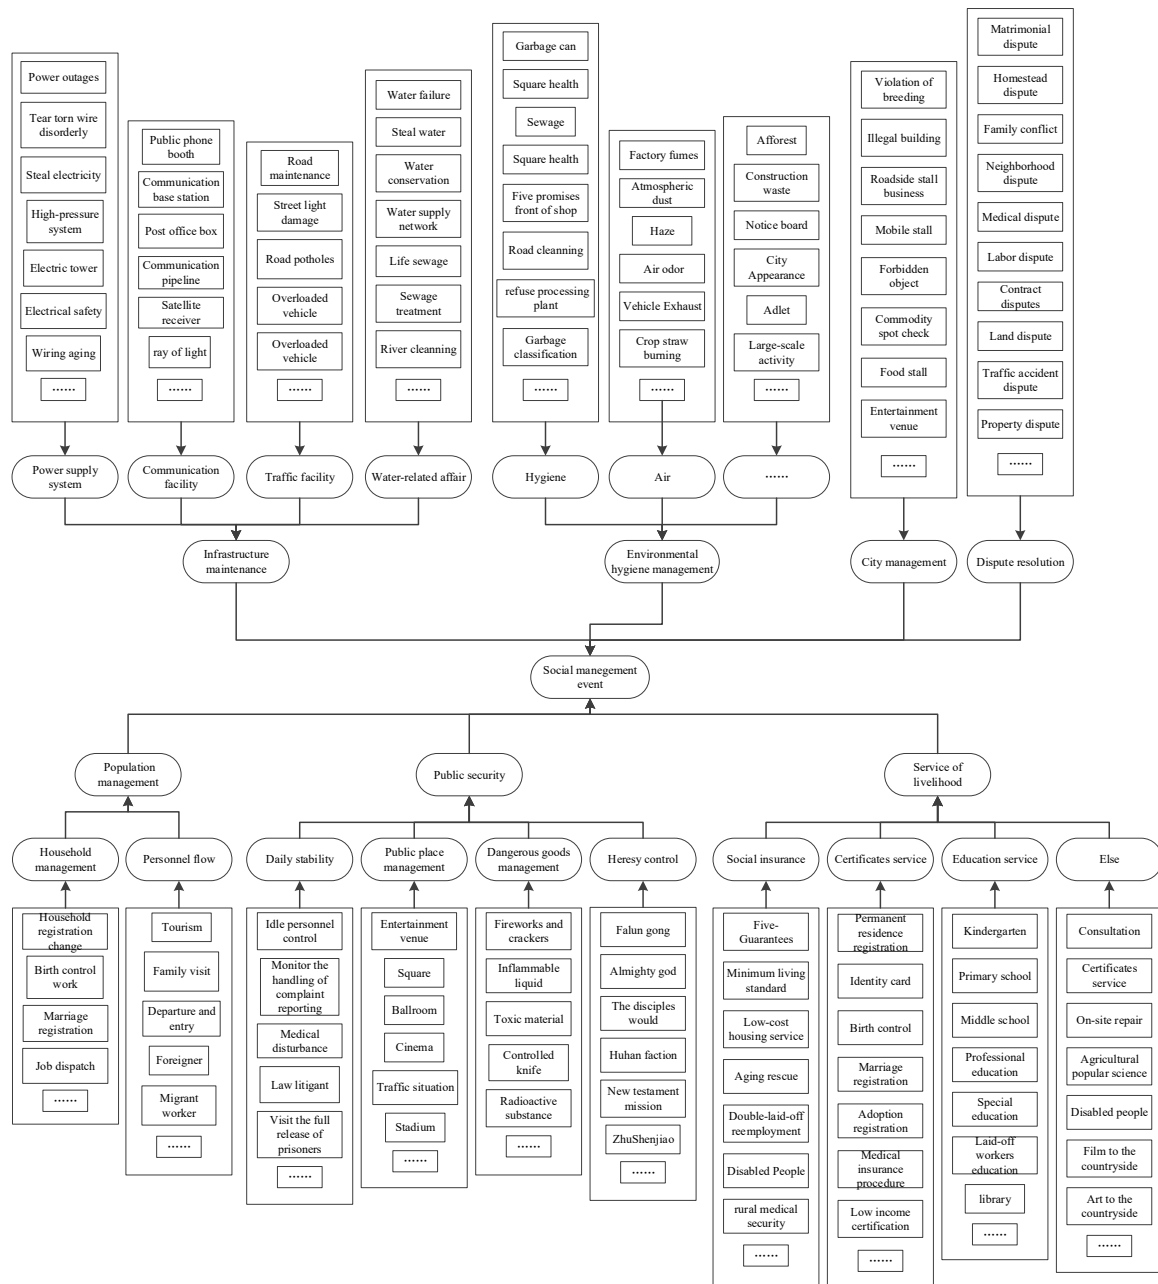 Power outages
Tear torn wire
disorderly
Steal electricity
High-pressure
system
Electric tower
Electrical safety
Wiring aging
......
Public phone
booth
Communication
base station
Post office box
Communication
pipeline
Satellite
receiver
ray of light
......
Road
maintenance
Street light
damage
Road potholes
Overloaded
vehicle
Overloaded
vehicle
......
Water failure
Steal water
Water
conservation
Water supply
network
Life sewage
Sewage
treatment
River cleanning
......
Garbage can
Square health
Sewage
Square health
Five promises
front of shop
Road cleanning
refuse processing
plant
Garbage
classification
......
Factory fumes
Atmospheric
dust
Haze
Air odor
Vehicle Exhaust
Crop straw
burning
......
Afforest
Construction
waste
Notice board
City
Appearance
Adlet
Large-scale
activity
......
Violation of
breeding
Illegal building
Roadside stall
business
Mobile stall
Forbidden
object
Commodity
spot check
Food stall
Entertainment
venue
......
Matrimonial
dispute
Homestead
dispute
Family conflict
Neighborhood
dispute
Medical dispute
Labor dispute
Contract
disputes
Land dispute
Traffic accident
dispute
Property dispute
......
Power supply
system
Communication
facility
Traffic facility
Water-related affair
Hygiene
Air
......
Infrastructure
maintenance
Environmental
hygiene management
City management
Dispute resolution
Social manegement
event
Population
management
Public security
Service of
livelihood
Household
management
Personnel flow
Daily stability
Public place
management
Dangerous goods
management
Heresy control
Social insurance
Certificates service
Education service
Else
Household
registration
change
Birth control
work
Marriage
registration
Job dispatch
......
Tourism
Family visit
Departure and
entry
Foreigner
Migrant
worker
......
Idle personnel
control
Monitor the
handling of
complaint
reporting
Medical
disturbance
Law litigant
Visit the full
release of
prisoners
......
Entertainment
venue
Square
Ballroom
Cinema
Traffic situation
Stadium
......
Fireworks and
crackers
Inflammable
liquid
Toxic material
Controlled
knife
Radioactive
substance
......
Falun gong
Almighty god
The disciples
would
Huhan faction
New testament
mission
ZhuShenjiao
......
Five-
Guarantees
Minimum living
standard
Low-cost
housing service
Aging rescue
Double-laid-off
reemployment
Disabled People
rural medical
security
......
Permanent
residence
registration
Identity card
Birth control
Marriage
registration
Adoption
registration
Medical
insurance
procedure
Low income
certification
......
Kindergarten
Primary school
Middle school
Professional
education
Special
education
Laid-off
workers
education
library
......
Consultation
Certificates
service
On-site repair
Agricultural
popular science
Disabled people
Film to the
countryside
Art to the
countryside
......